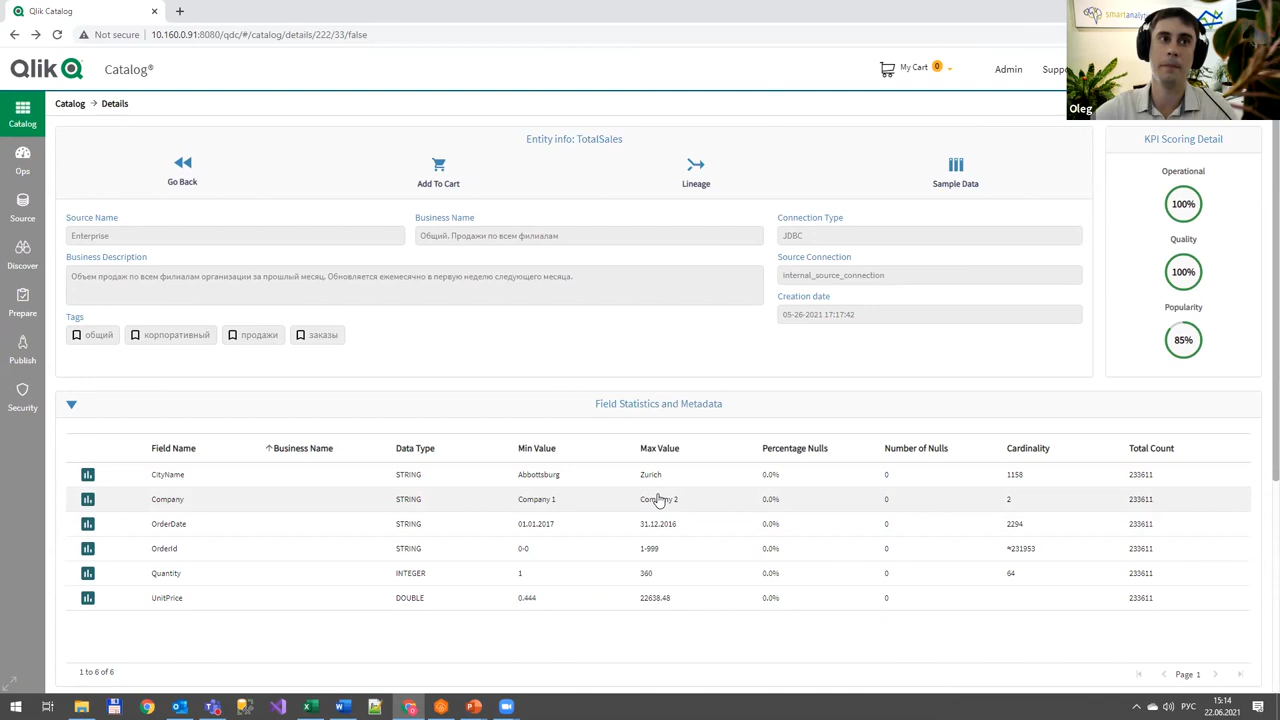 Qlik Catalog
Not secure
10.160.0.91:8080/qdc/#/catalog/details/222/33/false
Qlik
Catalog®
My Cart
0
Admin
Suppo
smartanaly
Oleg
Catalog
Ops
Source
Discover
Prepare
Publish
Security
Catalog → Details
Entity info: TotalSales
Go Back
Add To Cart
Lineage
Sample Data
Source Name
Business Name
Connection Type
Enterprise
Общий. Продажи по всем филиалам
JDBC
Business Description
Source Connection
Объем продаж по всем филиалам организации за прошлый месяц. Обновляется ежемесячно в первую неделю следующего месяца.
internal_source_connection
Creation date
05-26-2021 17:17:42
Tags
общий
корпоративный
продажи
заказы
KPI Scoring Detail
Operational
100%
Quality
100%
Popularity
85%
Field Statistics and Metadata
Field Name Business Name Data Type Min Value Max Value Percentage Nulls Number of Nulls Cardinality Total Count
CityName STRING Abbottsburg Zurich 0.0% 0 1158 233611
Company STRING Company 1 Company 2 0.0% 0 2 233611
OrderDate STRING 01.01.2017 31.12.2016 0.0% 0 2294 233611
OrderId STRING 0-0 1-999 0.0% 0 ≈231953 233611
Quantity INTEGER 1 360 0.0% 0 64 233611
UnitPrice DOUBLE 0.444 22638.48 0.0% 0 233611
1 to 6 of 6
Page 1
РУС
15:14
22.06.2021